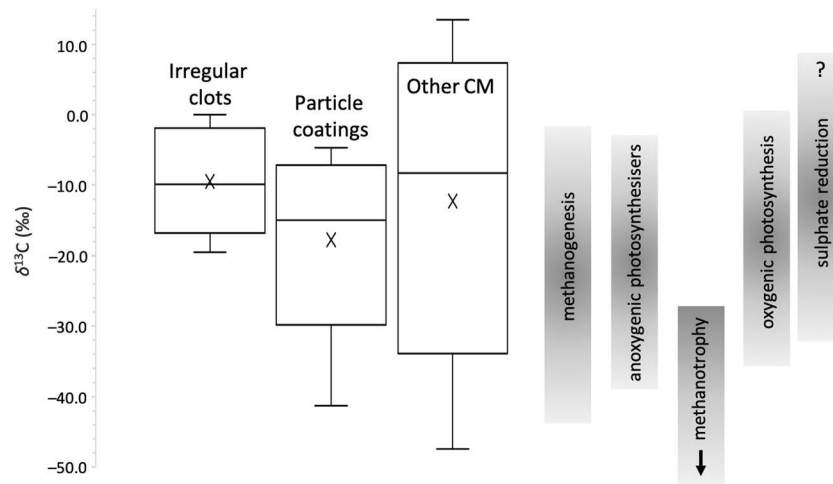 10.0
0.0
−10.0
−20.0
−30.0
−40.0
−50.0
δ¹³C (‰)
Irregular
clots
Particle
coatings
Other CM
methanogenesis
anoxygenic photosynthesisers
methanotrophy
oxygenic photosynthesis
sulphate reduction
?